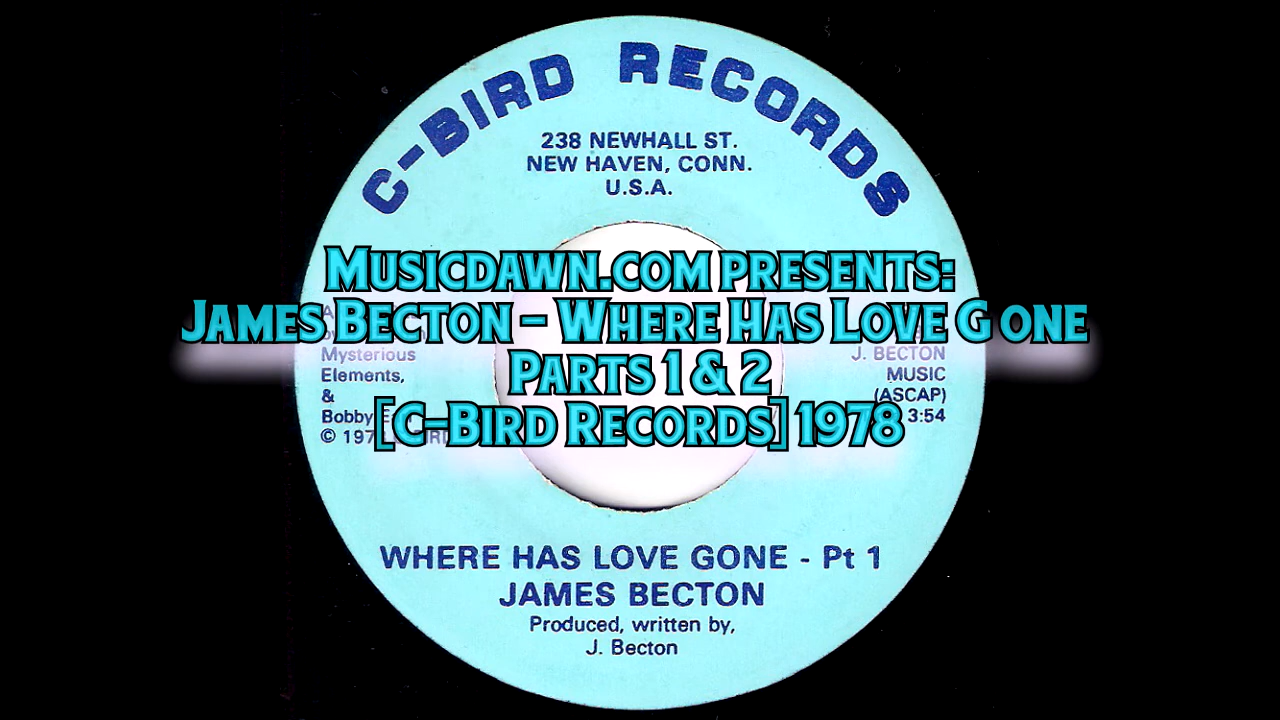 C-BIRD RECORDS
238 NEWHALL ST.
NEW HAVEN, CONN.
U.S.A.
Musicdawn.com presents:
James Becton - Where Has Love G one
Parts 1 & 2
[C-Bird Records] 1978
Mysterious
Elements,
&
Bobby
© 197
J. BECTON
MUSIC
(ASCAP)
3:54
WHERE HAS LOVE GONE - Pt 1
JAMES BECTON
Produced, written by,
J. Becton